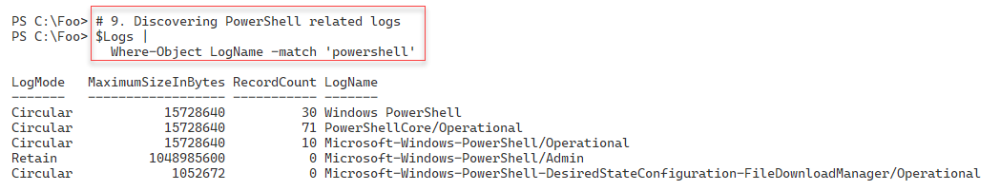 PS C:\Foo> # 9. Discovering PowerShell related logs
PS C:\Foo> $Logs |
             Where-Object LogName -match 'powershell'

LogMode   MaximumSizeInBytes RecordCount LogName
-------   ------------------ ----------- -------
Circular            15728640          30 Windows PowerShell
Circular            15728640          71 PowerShellCore/Operational
Circular            15728640          10 Microsoft-Windows-PowerShell/Operational
Retain            1048985600           0 Microsoft-Windows-PowerShell/Admin
Circular             1052672           0 Microsoft-Windows-PowerShell-DesiredStateConfiguration-FileDownloadManager/Operational